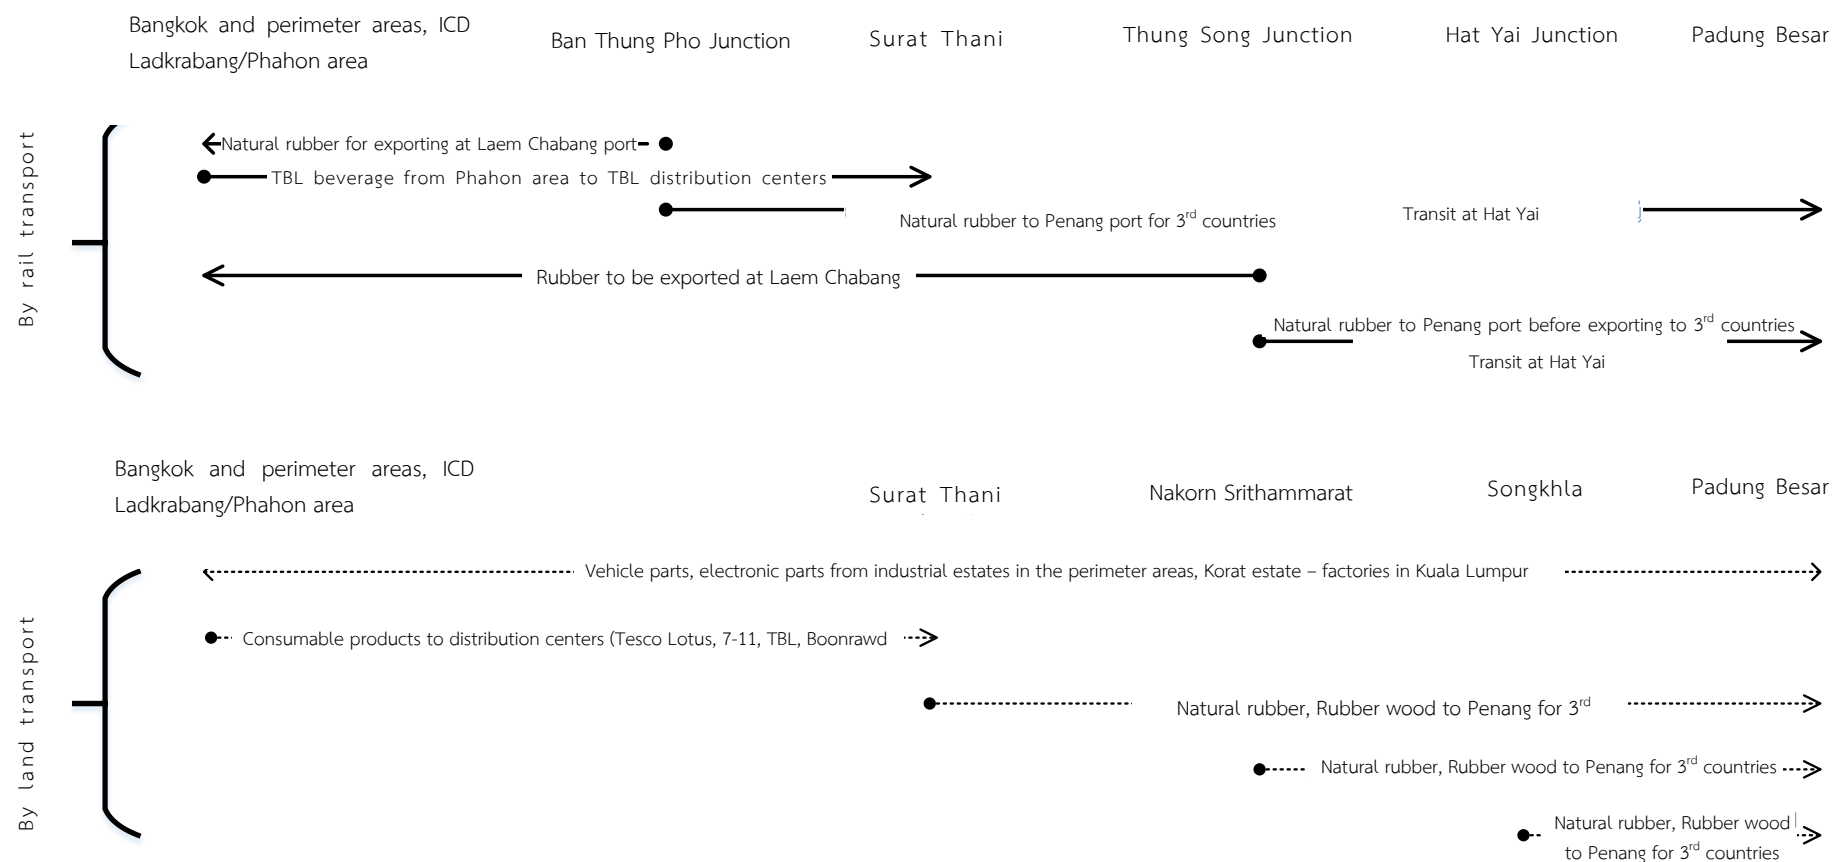 Bangkok and perimeter areas, ICD
Ladkrabang/Phahon area
Ban Thung Pho Junction
Surat Thani
Thung Song Junction
Hat Yai Junction
Padung Besar
By rail transport
Natural rubber for exporting at Laem Chabang port
TBL beverage from Phahon area to TBL distribution centers
Natural rubber to Penang port for 3rd countries
Transit at Hat Yai
Rubber to be exported at Laem Chabang
Natural rubber to Penang port before exporting to 3rd countries
Transit at Hat Yai
Bangkok and perimeter areas, ICD
Ladkrabang/Phahon area
Surat Thani
Nakorn Srithammarat
Songkhla
Padung Besar
By land transport
Vehicle parts, electronic parts from industrial estates in the perimeter areas, Korat estate – factories in Kuala Lumpur
Consumable products to distribution centers (Tesco Lotus, 7-11, TBL, Boonrawd
Natural rubber, Rubber wood to Penang for 3rd
Natural rubber, Rubber wood to Penang for 3rd countries
Natural rubber, Rubber wood
to Penang for 3rd countries